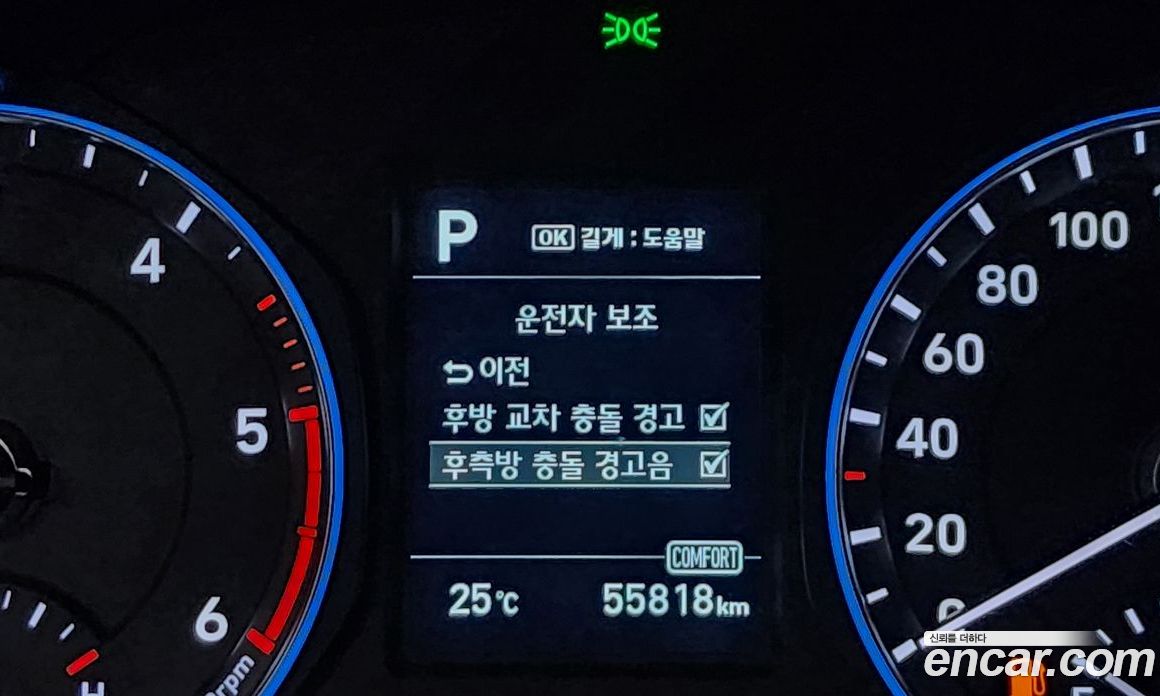 P
OK 길게 : 도움말
운전자 보조
이전
후방 교차 충돌 경고
후측방 충돌 경고음
COMFORT
25°C 55818km
4
5
6
rpm
H
100
80
60
40
20
0
신뢰를 더하다
encar.com